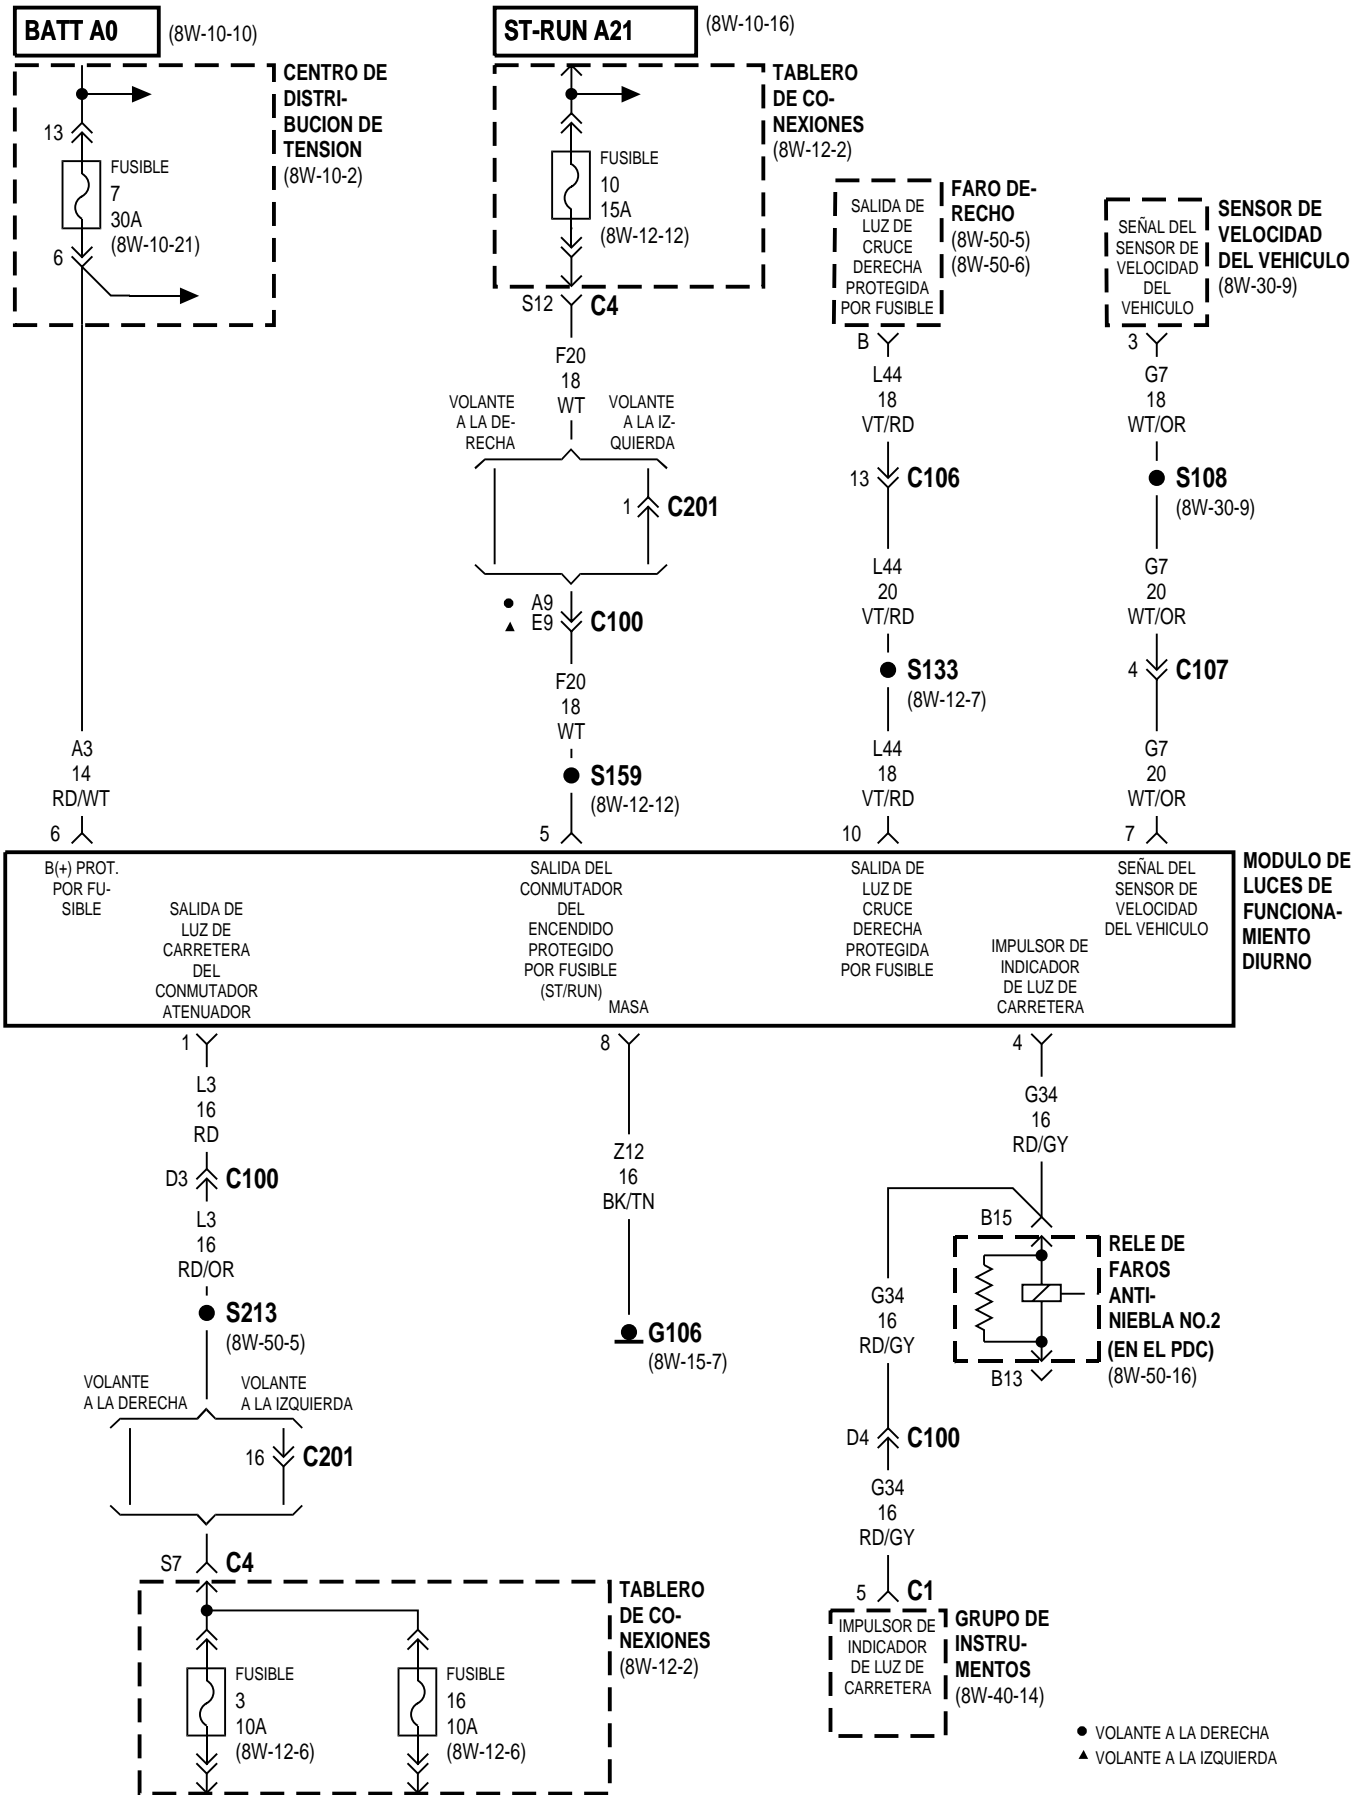 BATT A0
(8W-10-10)
ST-RUN A21
(8W-10-16)
CENTRO DE
DISTRI-
BUCION DE
TENSION
(8W-10-2)
13
FUSIBLE
7
30A
(8W-10-21)
6
TABLERO
DE CO-
NEXIONES
(8W-12-2)
FUSIBLE
10
15A
(8W-12-12)
S12
C4
SALIDA DE
LUZ DE
CRUCE
DERECHA
PROTEGIDA
POR FUSIBLE
FARO DE-
RECHO
(8W-50-5)
(8W-50-6)
SEÑAL DEL
SENSOR DE
VELOCIDAD
DEL
VEHICULO
SENSOR DE
VELOCIDAD
DEL VEHICULO
(8W-30-9)
B
3
F20
18
WT
L44
18
VT/RD
G7
18
WT/OR
VOLANTE
A LA DE-
RECHA
VOLANTE
A LA IZ-
QUIERDA
1
C201
13
C106
S108
(8W-30-9)
L44
20
VT/RD
G7
20
WT/OR
● A9
▲ E9
C100
S133
(8W-12-7)
4
C107
F20
18
WT
A3
14
RD/WT
S159
(8W-12-12)
L44
18
VT/RD
G7
20
WT/OR
6
5
10
7
B(+) PROT.
POR FU-
SIBLE
SALIDA DE
LUZ DE
CARRETERA
DEL
CONMUTADOR
ATENUADOR
SALIDA DEL
CONMUTADOR
DEL
ENCENDIDO
PROTEGIDO
POR FUSIBLE
(ST/RUN)
MASA
SALIDA DE
LUZ DE
CRUCE
DERECHA
PROTEGIDA
POR FUSIBLE
IMPULSOR DE
INDICADOR
DE LUZ DE
CARRETERA
SEÑAL DEL
SENSOR DE
VELOCIDAD
DEL VEHICULO
MODULO DE
LUCES DE
FUNCIONA-
MIENTO
DIURNO
1
8
4
L3
16
RD
D3
C100
L3
16
RD/OR
S213
(8W-50-5)
Z12
16
BK/TN
G106
(8W-15-7)
G34
16
RD/GY
B15
RELE DE
FAROS
ANTI-
NIEBLA NO.2
(EN EL PDC)
(8W-50-16)
B13
G34
16
RD/GY
VOLANTE
A LA DERECHA
VOLANTE
A LA IZQUIERDA
16
C201
D4
C100
G34
16
RD/GY
S7
C4
5
C1
TABLERO
DE CO-
NEXIONES
(8W-12-2)
FUSIBLE
3
10A
(8W-12-6)
FUSIBLE
16
10A
(8W-12-6)
IMPULSOR DE
INDICADOR
DE LUZ DE
CARRETERA
GRUPO DE
INSTRU-
MENTOS
(8W-40-14)
● VOLANTE A LA DERECHA
▲ VOLANTE A LA IZQUIERDA